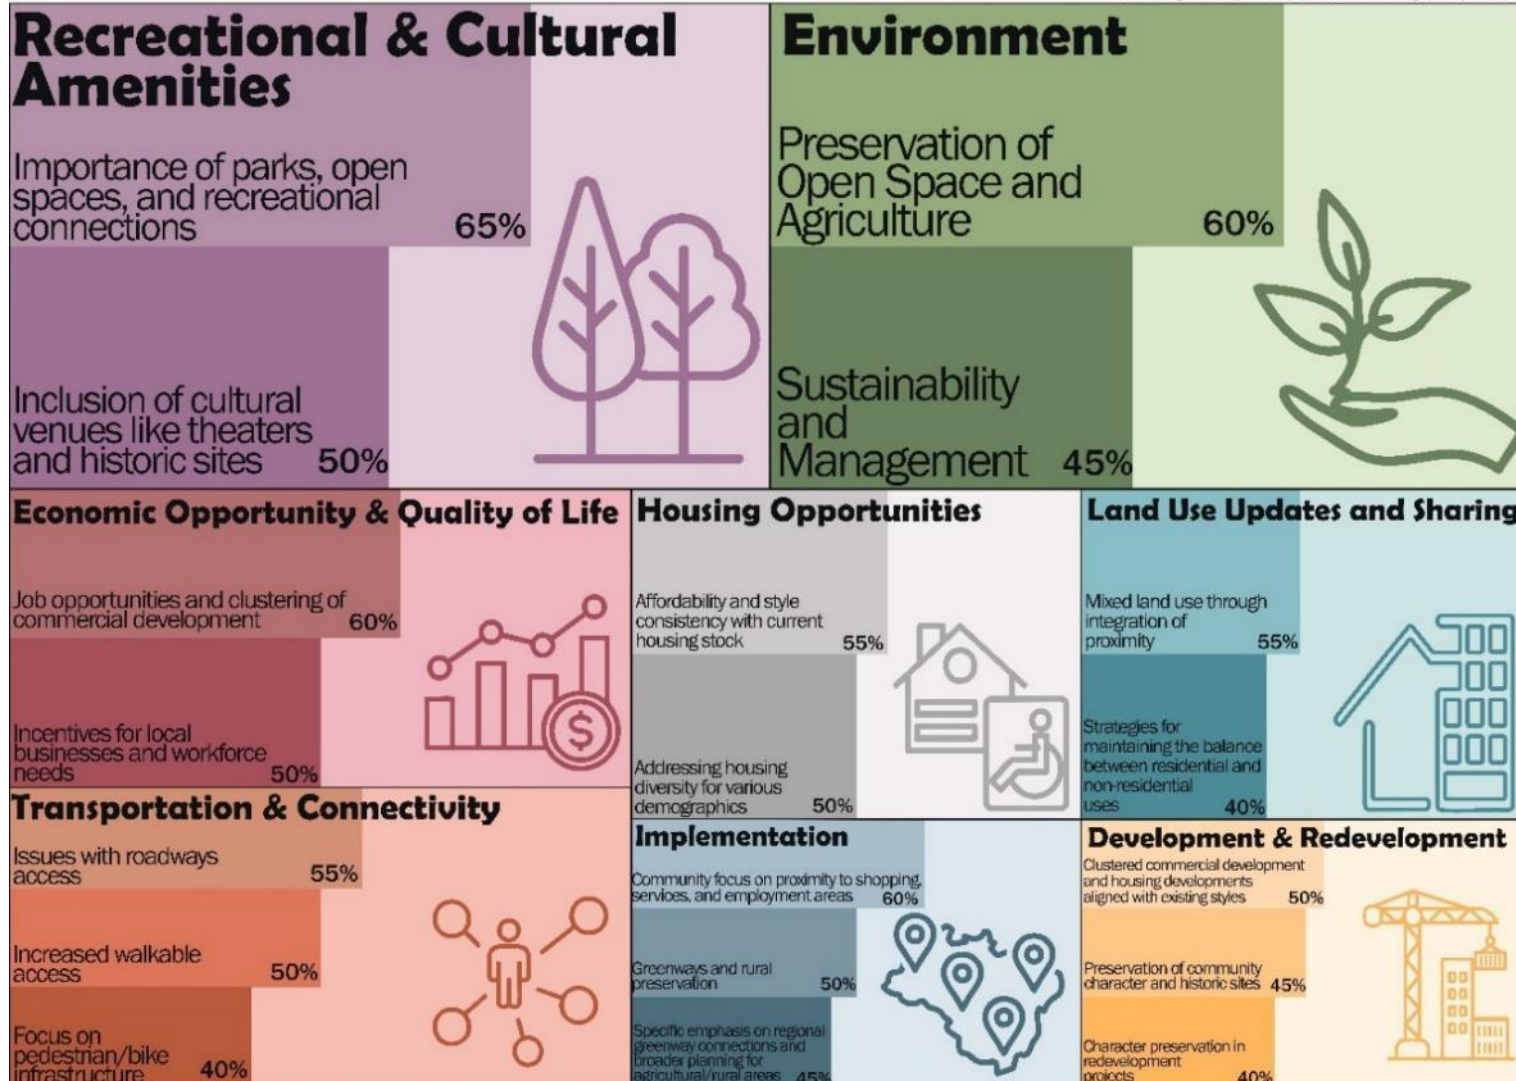 Recreational & Cultural
Amenities
Importance of parks, open
spaces, and recreational
connections
65%
Inclusion of cultural
venues like theaters
and historic sites 50%
Environment
Preservation of
Open Space and
Agriculture
60%
Sustainability
and
Management 45%
Economic Opportunity & Quality of Life
Job opportunities and clustering of
commercial development
60%
Incentives for local
businesses and workforce
needs
50%
Housing Opportunities
Affordability and style
consistency with current
housing stock
55%
Addressing housing
diversity for various
demographics
50%
Land Use Updates and Sharing
Mixed land use through
integration of
proximity
55%
Strategies for
maintaining the balance
between residential and
non-residential
uses
40%
Transportation & Connectivity
Issues with roadways
access
55%
Increased walkable
access
50%
Focus on
pedestrian/bike
infrastructure
40%
Implementation
Community focus on proximity to shopping,
services, and employment areas 60%
Greenways and rural
preservation
50%
Specific emphasis on regional
greenway connections and
broader planning for
agricultural/rural areas 45%
Development & Redevelopment
Clustered commercial development
and housing developments
aligned with existing styles
50%
Preservation of community
character and historic sites 45%
Character preservation in
redevelopment
projects
40%